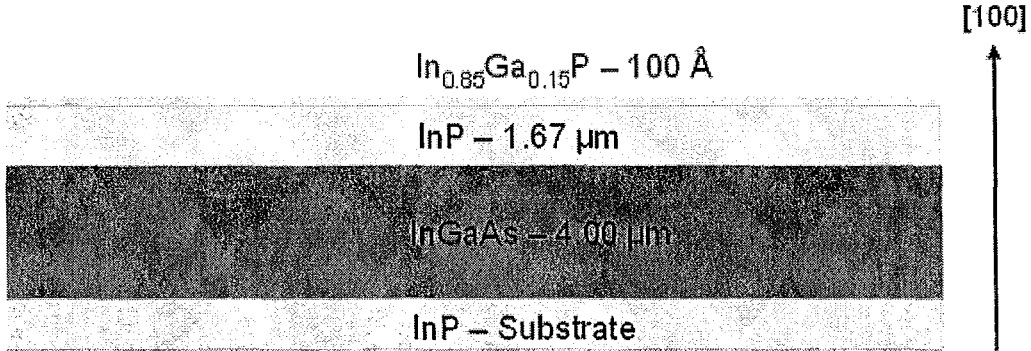 [100]
In₀.₈₅Ga₀.₁₅P – 100 Å
InP – 1.67 µm
InGaAs – 4.00 µm
InP – Substrate